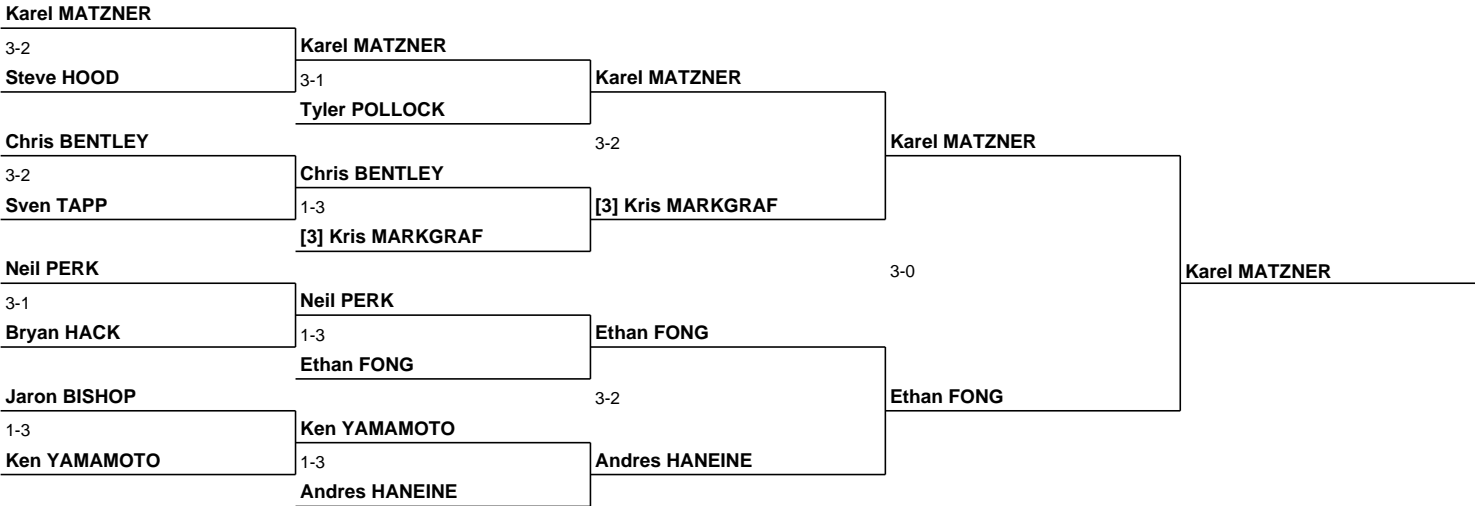 Karel MATZNER
3-2
Steve HOOD
Chris BENTLEY
3-2
Sven TAPP
Neil PERK
3-1
Bryan HACK
Jaron BISHOP
1-3
Ken YAMAMOTO
Karel MATZNER
3-1
Tyler POLLOCK
Chris BENTLEY
1-3
[3] Kris MARKGRAF
Neil PERK
1-3
Ethan FONG
Ken YAMAMOTO
1-3
Andres HANEINE
Karel MATZNER
3-2
[3] Kris MARKGRAF
Ethan FONG
3-2
Andres HANEINE
Karel MATZNER
3-0
Ethan FONG
Karel MATZNER